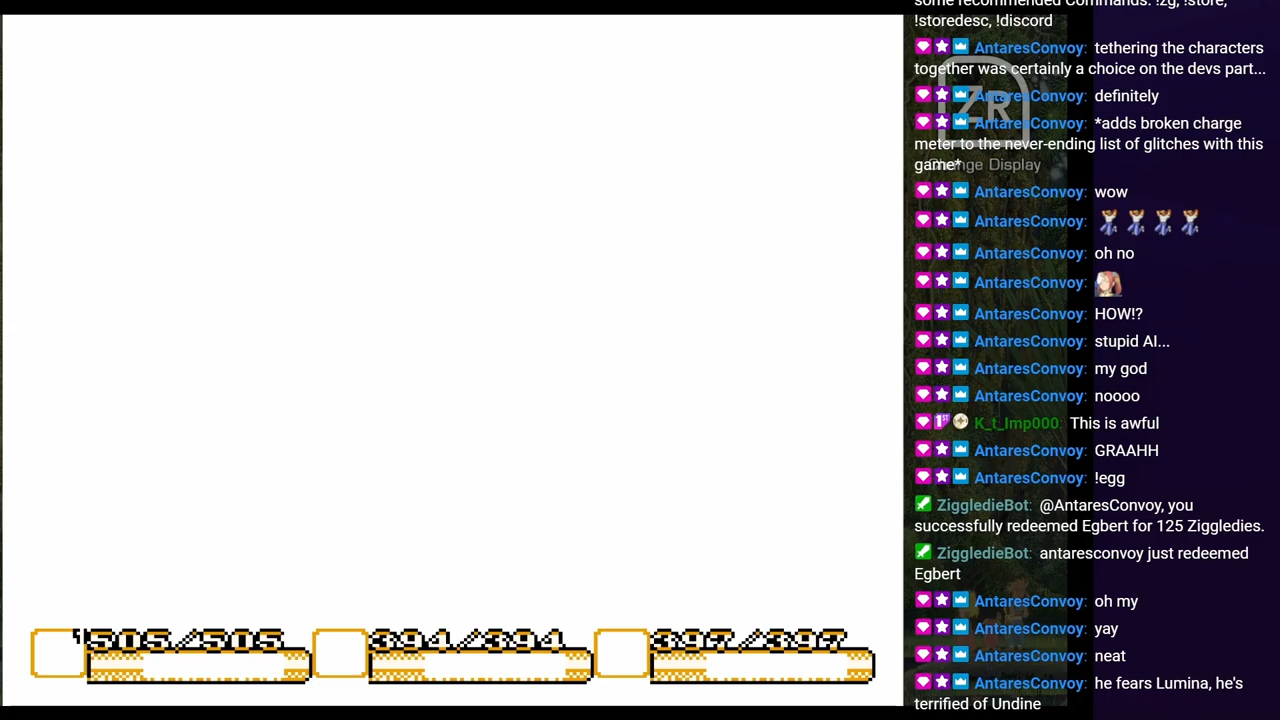 some recommended Commands: !zg, !store,
!storedesc, !discord
AntaresConvoy: tethering the characters
together was certainly a choice on the devs part...
AntaresConvoy: definitely
AntaresConvoy: *adds broken charge
meter to the never-ending list of glitches with this
game*
ZR
Change Display
AntaresConvoy: wow
AntaresConvoy:
AntaresConvoy: oh no
AntaresConvoy:
AntaresConvoy: HOW!?
AntaresConvoy: stupid AI...
AntaresConvoy: my god
AntaresConvoy: noooo
K_t_Imp000: This is awful
AntaresConvoy: GRAAHH
AntaresConvoy: !egg
ZiggledieBot: @AntaresConvoy, you
successfully redeemed Egbert for 125 Ziggledies.
ZiggledieBot: antaresconvoy just redeemed
Egbert
AntaresConvoy: oh my
AntaresConvoy: yay
AntaresConvoy: neat
AntaresConvoy: he fears Lumina, he's
terrified of Undine
505/505 394/394 397/397